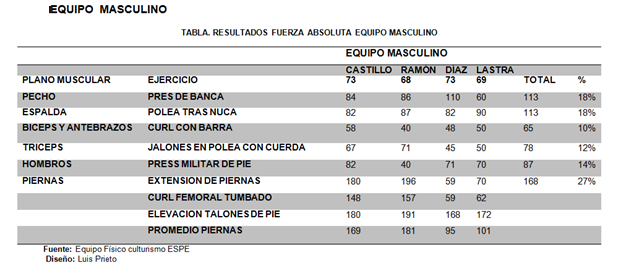 EQUIPO MASCULINO
TABLA. RESULTADOS FUERZA ABSOLUTA EQUIPO MASCULINO
EQUIPO MASCULINO
CASTILLO RAMÓN DIAZ LASTRA
PLANO MUSCULAR EJERCICIO 73 68 73 69 TOTAL %
PECHO PRES DE BANCA 84 86 110 60 113 18%
ESPALDA POLEA TRAS NUCA 82 87 82 90 113 18%
BICEPS Y ANTEBRAZOS CURL CON BARRA 58 40 48 50 65 10%
TRICEPS JALONES EN POLEA CON CUERDA 67 71 45 50 78 12%
HOMBROS PRESS MILITAR DE PIE 82 40 71 70 87 14%
PIERNAS EXTENSION DE PIERNAS 180 196 59 70 168 27%
CURL FEMORAL TUMBADO 148 157 59 62
ELEVACION TALONES DE PIE 180 191 168 172
PROMEDIO PIERNAS 169 181 95 101
Fuente: Equipo Físico culturismo ESPE
Diseño: Luis Prieto